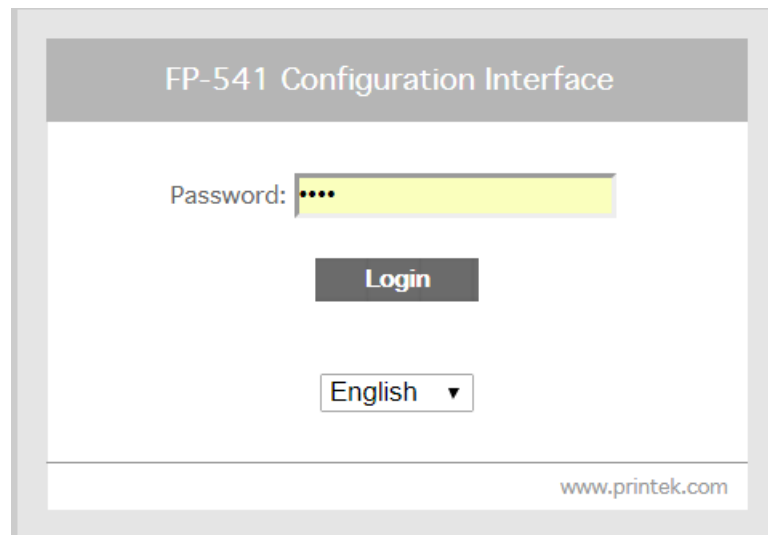 FP-541 Configuration Interface
Password: ••••
Login
English ▼
www.printek.com